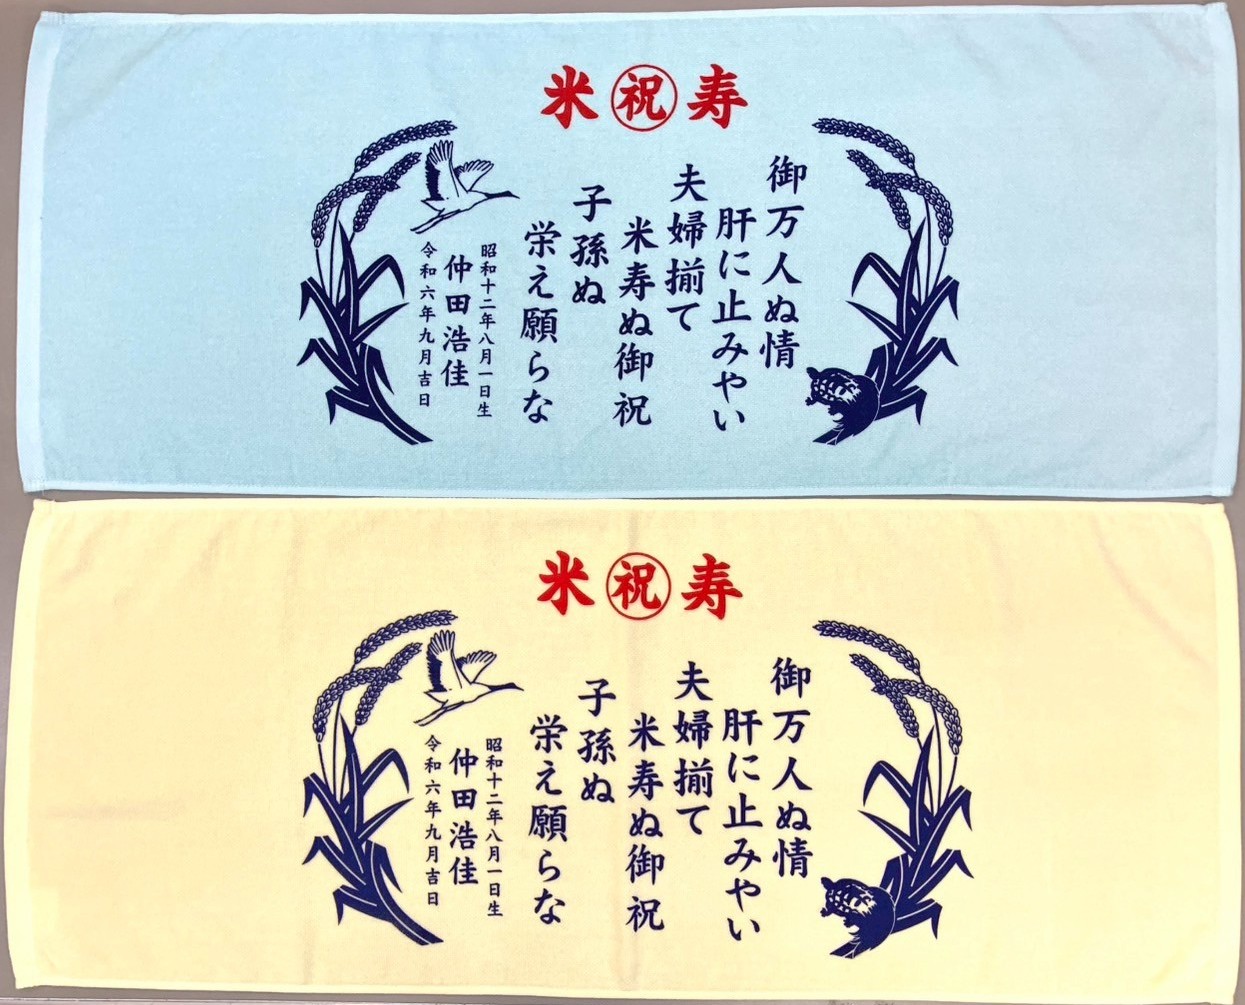 米 祝 寿
御万人ぬ情
肝に止みやい
夫婦揃て
米寿ぬ御祝
子孫ぬ
栄え願らな
昭和十二年八月一日生
仲田浩佳
令和六年九月吉日
米 祝 寿
御万人ぬ情
肝に止みやい
夫婦揃て
米寿ぬ御祝
子孫ぬ
栄え願らな
昭和十二年八月一日生
仲田浩佳
令和六年九月吉日